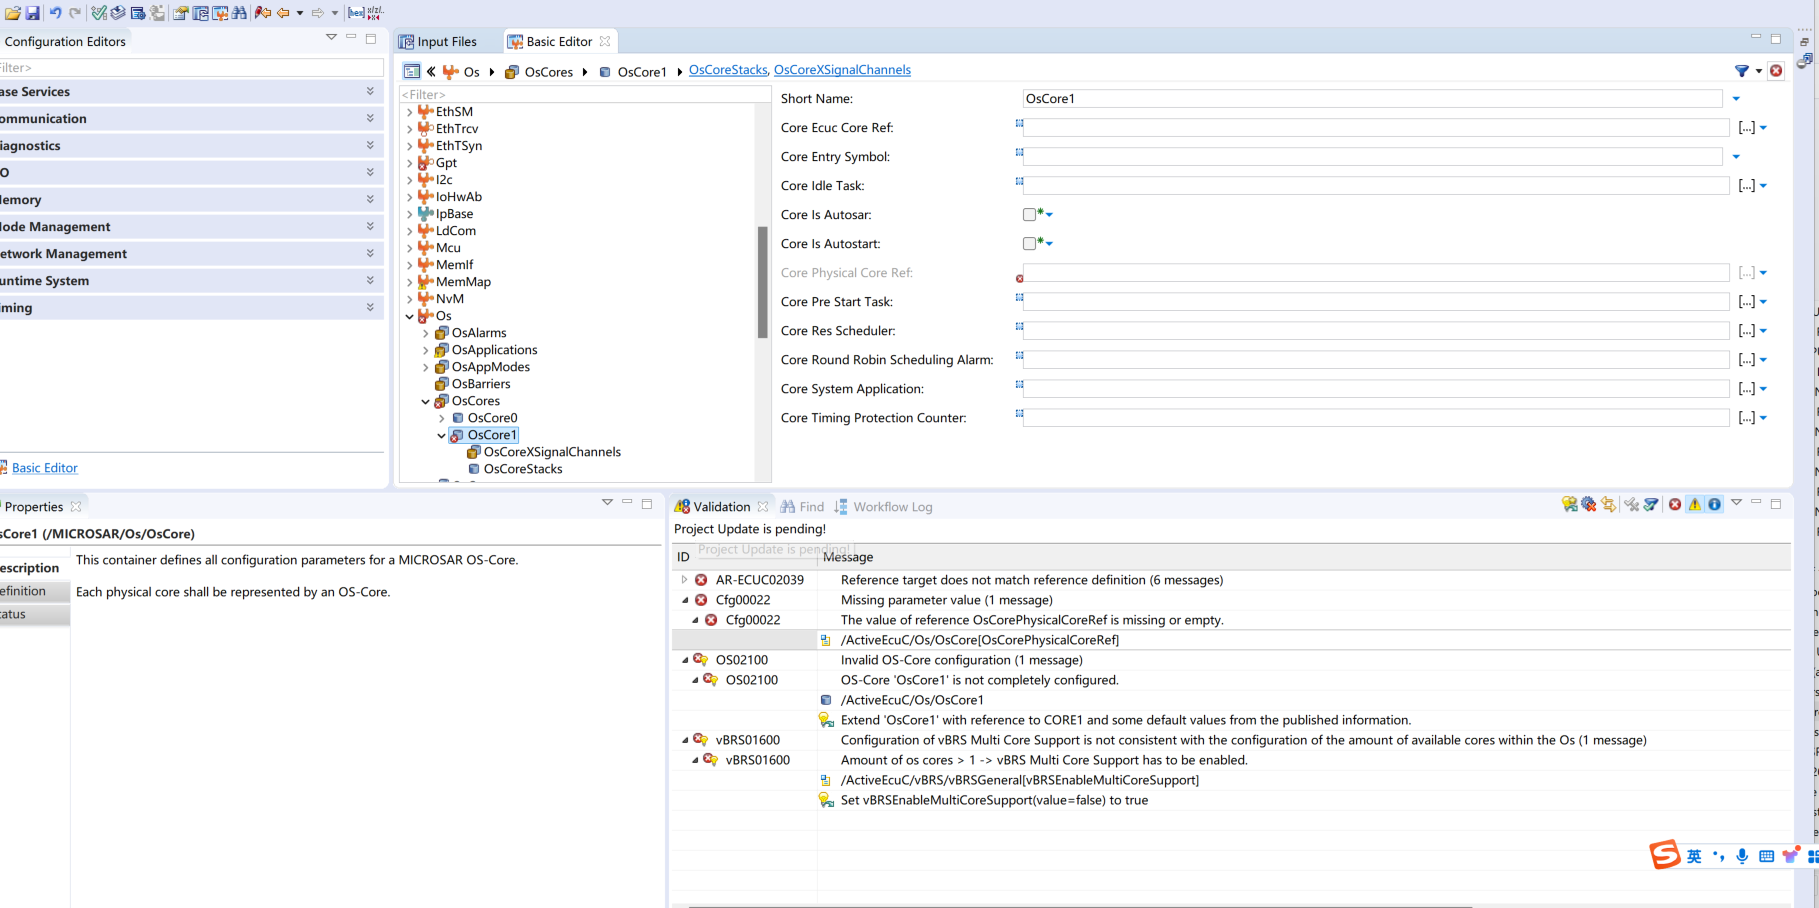 Configuration Editors
Input Files
Basic Editor
Os
OsCores
OsCore1
OsCoreStacks, OsCoreXSignalChannels
ilter>
ase Services
ommunication
iagnostics
O
emory
ode Management
etwork Management
untime System
iming
Basic Editor
<Filter>
EthSM
EthTrcv
EthTSyn
Gpt
I2c
IoHwAb
IpBase
LdCom
Mcu
MemIf
MemMap
NvM
Os
OsAlarms
OsApplications
OsAppModes
OsBarriers
OsCores
OsCore0
OsCore1
OsCoreXSignalChannels
OsCoreStacks
Short Name: OsCore1
Core Ecuc Core Ref: [...]
Core Entry Symbol:
Core Idle Task: [...]
Core Is Autosar:
Core Is Autostart:
Core Physical Core Ref: [...]
Core Pre Start Task: [...]
Core Res Scheduler: [...]
Core Round Robin Scheduling Alarm: [...]
Core System Application: [...]
Core Timing Protection Counter: [...]
Properties
sCore1 (/MICROSAR/Os/OsCore)
escription
efinition
tatus
This container defines all configuration parameters for a MICROSAR OS-Core.
Each physical core shall be represented by an OS-Core.
Validation
Find
Workflow Log
Project Update is pending!
Project Update is pending!
ID Message
AR-ECUC02039 Reference target does not match reference definition (6 messages)
Cfg00022 Missing parameter value (1 message)
Cfg00022 The value of reference OsCorePhysicalCoreRef is missing or empty.
/ActiveEcuC/Os/OsCore[OsCorePhysicalCoreRef]
OS02100 Invalid OS-Core configuration (1 message)
OS02100 OS-Core 'OsCore1' is not completely configured.
/ActiveEcuC/Os/OsCore1
Extend 'OsCore1' with reference to CORE1 and some default values from the published information.
vBRS01600 Configuration of vBRS Multi Core Support is not consistent with the configuration of the amount of available cores within the Os (1 message)
vBRS01600 Amount of os cores > 1 -> vBRS Multi Core Support has to be enabled.
/ActiveEcuC/vBRS/vBRSGeneral[vBRSEnableMultiCoreSupport]
Set vBRSEnableMultiCoreSupport(value=false) to true
英